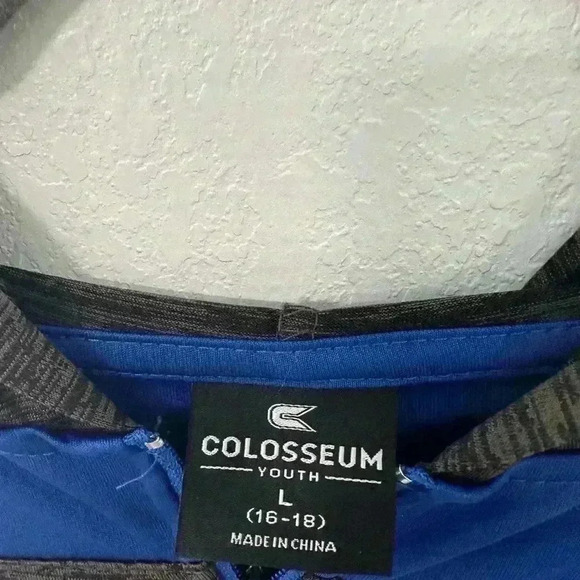 COLOSSEUM
YOUTH
L
(16-18)
MADE IN CHINA